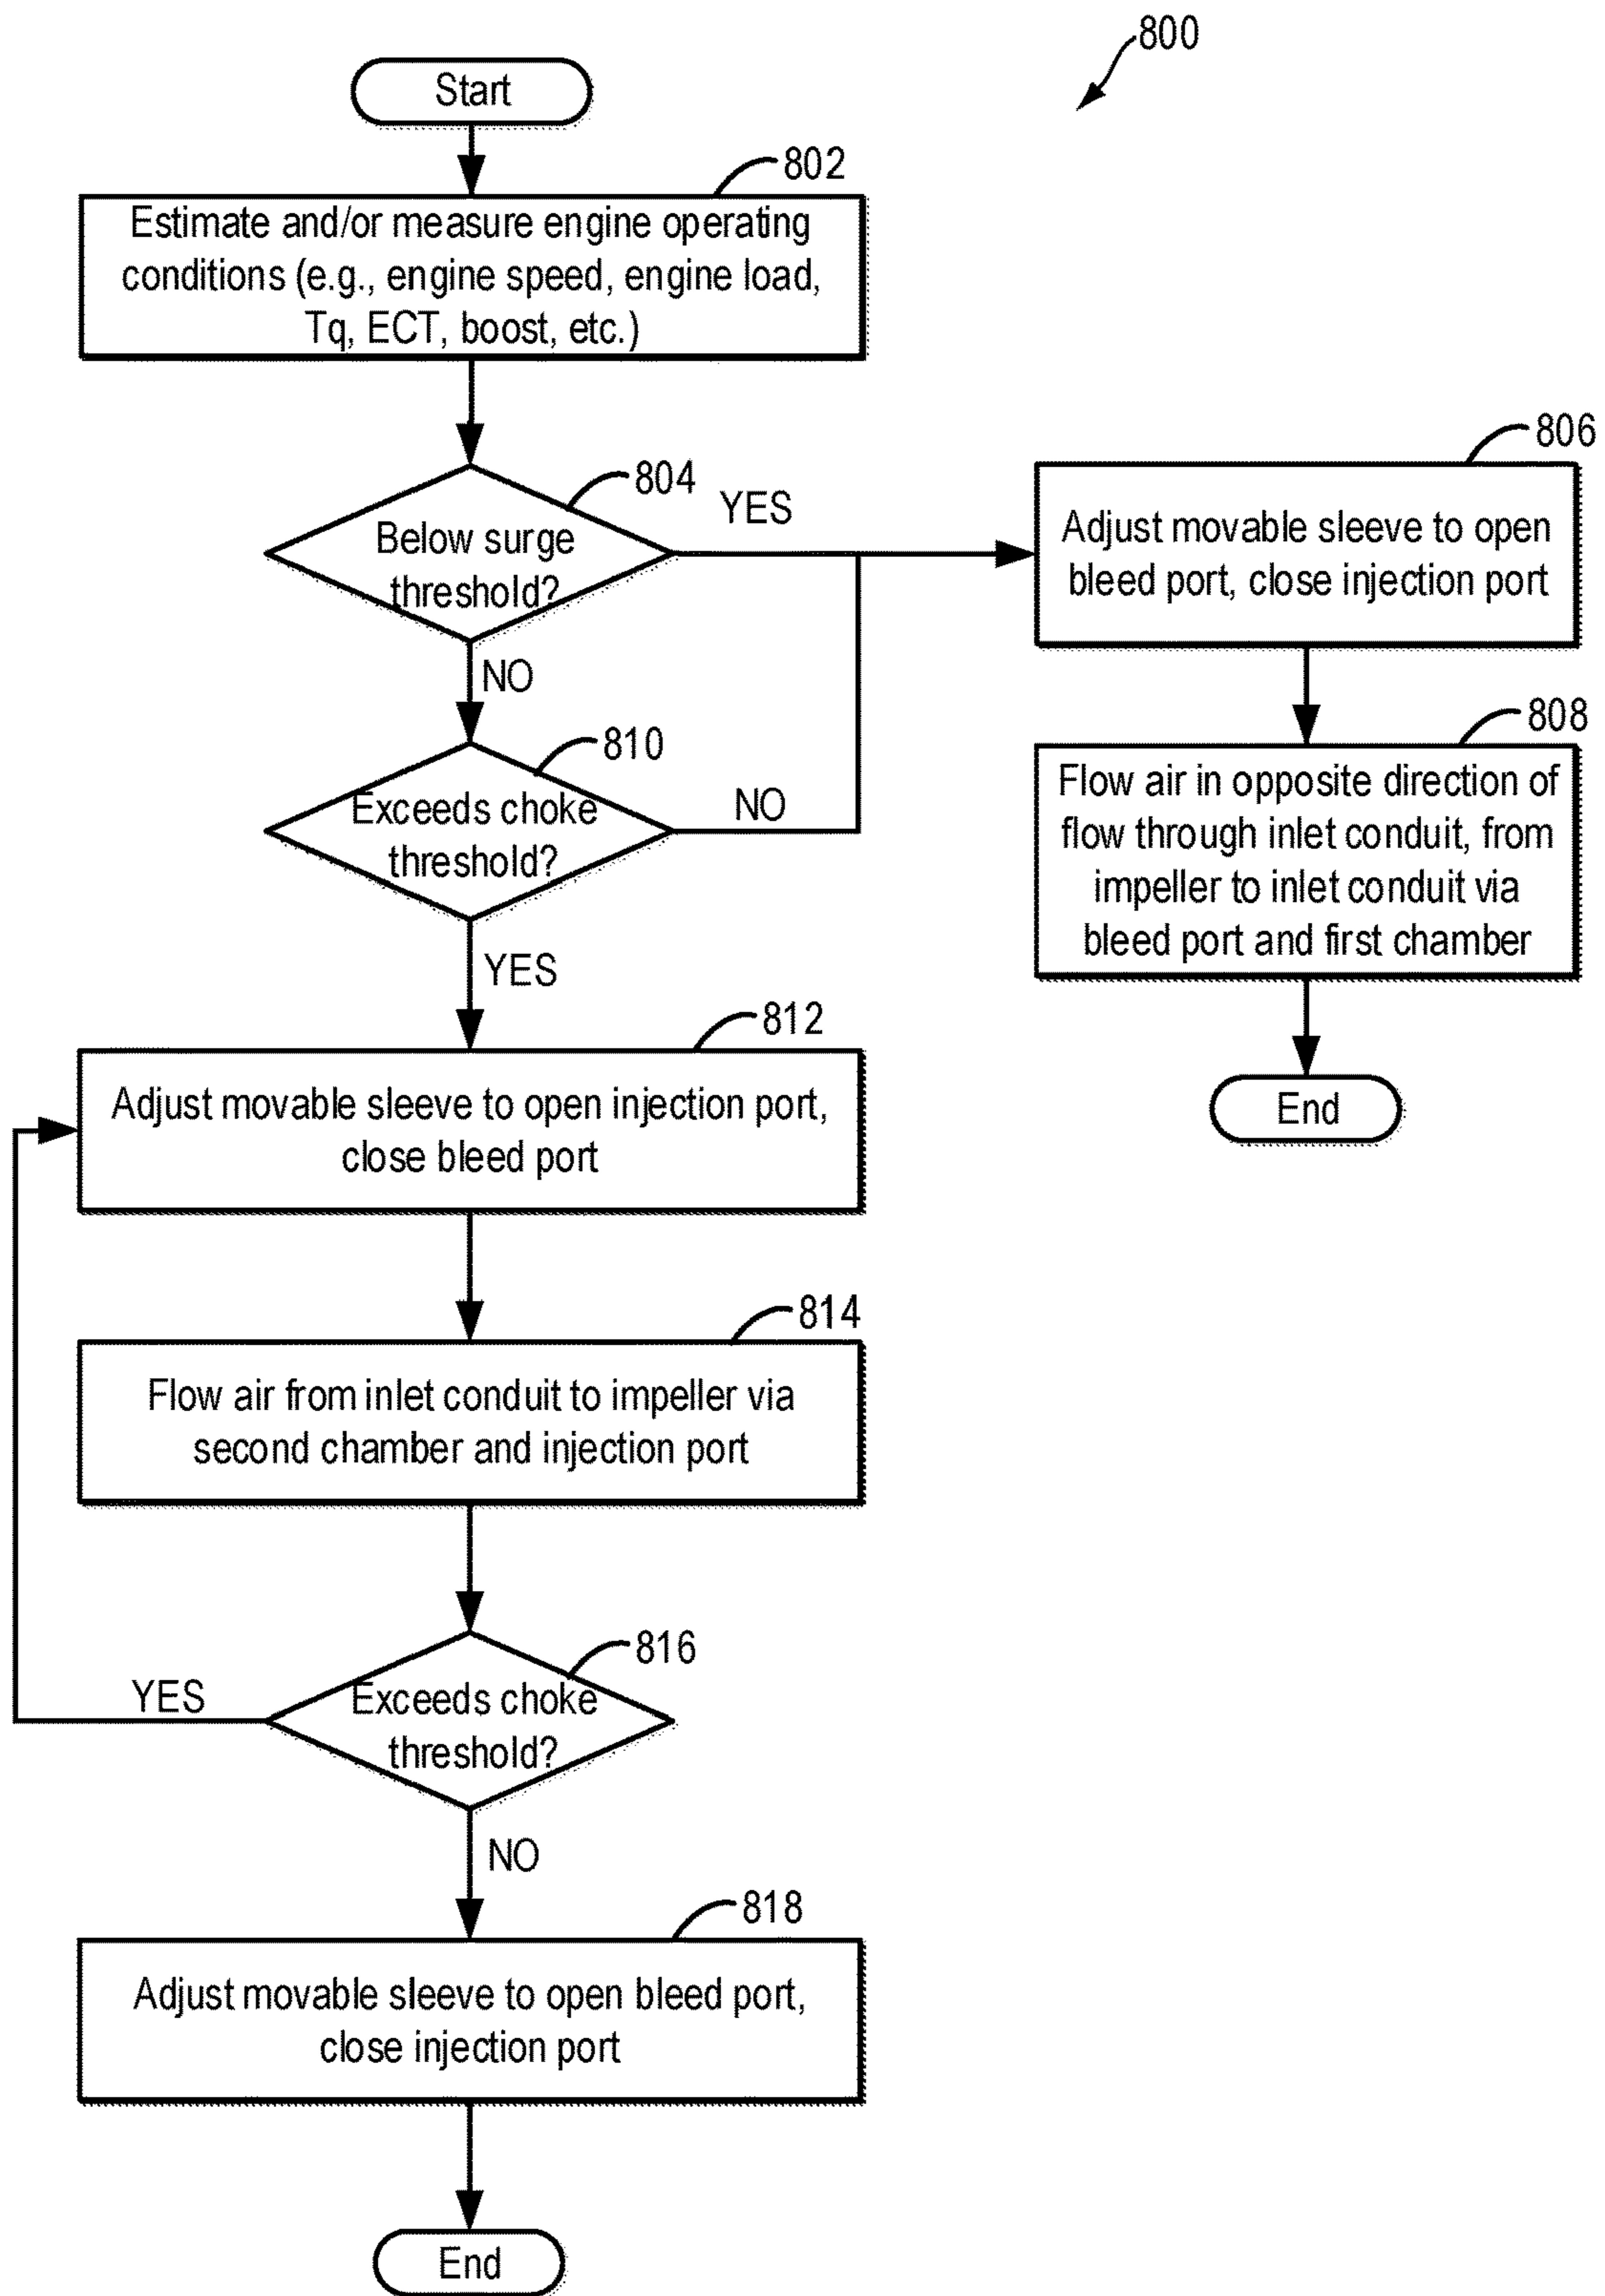 800
Start
802
Estimate and/or measure engine operating
conditions (e.g., engine speed, engine load,
Tq, ECT, boost, etc.)
804
Below surge
threshold?
YES
NO
806
Adjust movable sleeve to open
bleed port, close injection port
808
Flow air in opposite direction of
flow through inlet conduit, from
impeller to inlet conduit via
bleed port and first chamber
End
810
Exceeds choke
threshold?
NO
YES
812
Adjust movable sleeve to open injection port,
close bleed port
814
Flow air from inlet conduit to impeller via
second chamber and injection port
816
Exceeds choke
threshold?
YES
NO
818
Adjust movable sleeve to open bleed port,
close injection port
End